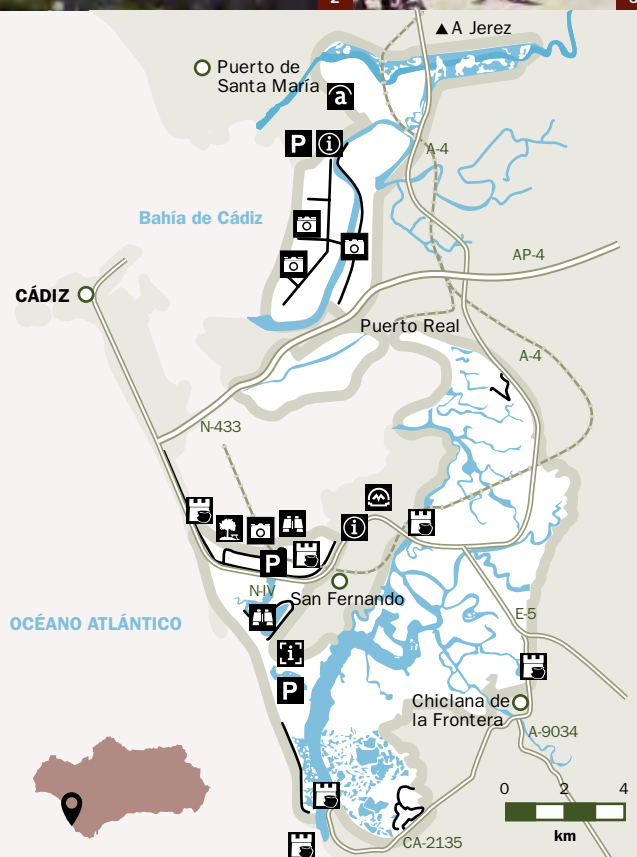 2
▲ A Jerez
Puerto de
Santa María
a
P
i
A-4
Bahía de Cádiz
AP-4
CÁDIZ
Puerto Real
A-4
N-433
i
P
N-IV
San Fernando
OCÉANO ATLÁNTICO
E-5
i
P
Chiclana de
la Frontera
A-9034
0 2 4
km
CA-2135